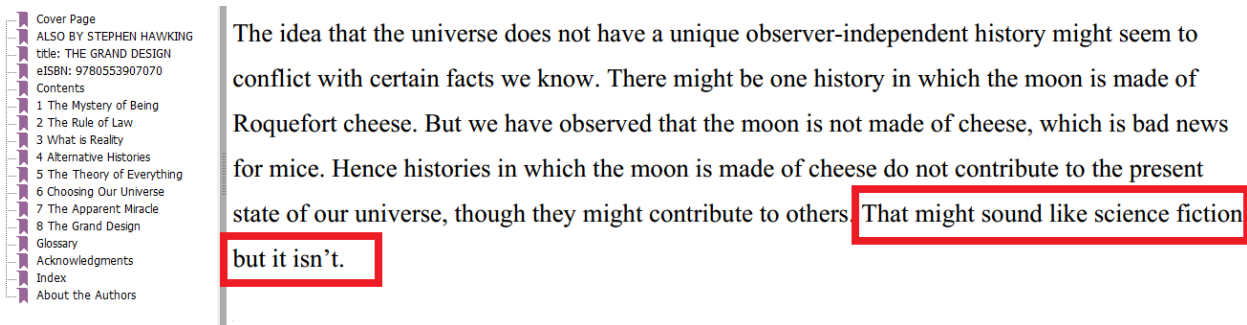 Cover Page
ALSO BY STEPHEN HAWKING
title: THE GRAND DESIGN
eISBN: 9780553907070
Contents
1 The Mystery of Being
2 The Rule of Law
3 What is Reality
4 Alternative Histories
5 The Theory of Everything
6 Choosing Our Universe
7 The Apparent Miracle
8 The Grand Design
Glossary
Acknowledgments
Index
About the Authors
The idea that the universe does not have a unique observer-independent history might seem to
conflict with certain facts we know. There might be one history in which the moon is made of
Roquefort cheese. But we have observed that the moon is not made of cheese, which is bad news
for mice. Hence histories in which the moon is made of cheese do not contribute to the present
state of our universe, though they might contribute to others. That might sound like science fiction
but it isn’t.